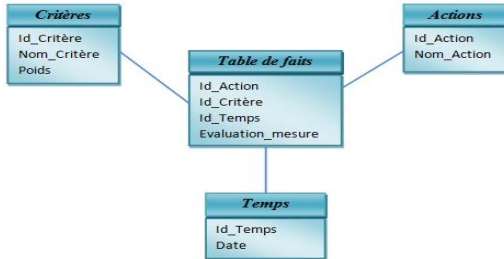 Critères
Id_Critère
Nom_Critère
Poids
Actions
Id_Action
Nom_Action
Table de faits
Id_Action
Id_Critère
Id_Temps
Evaluation_mesure
Temps
Id_Temps
Date